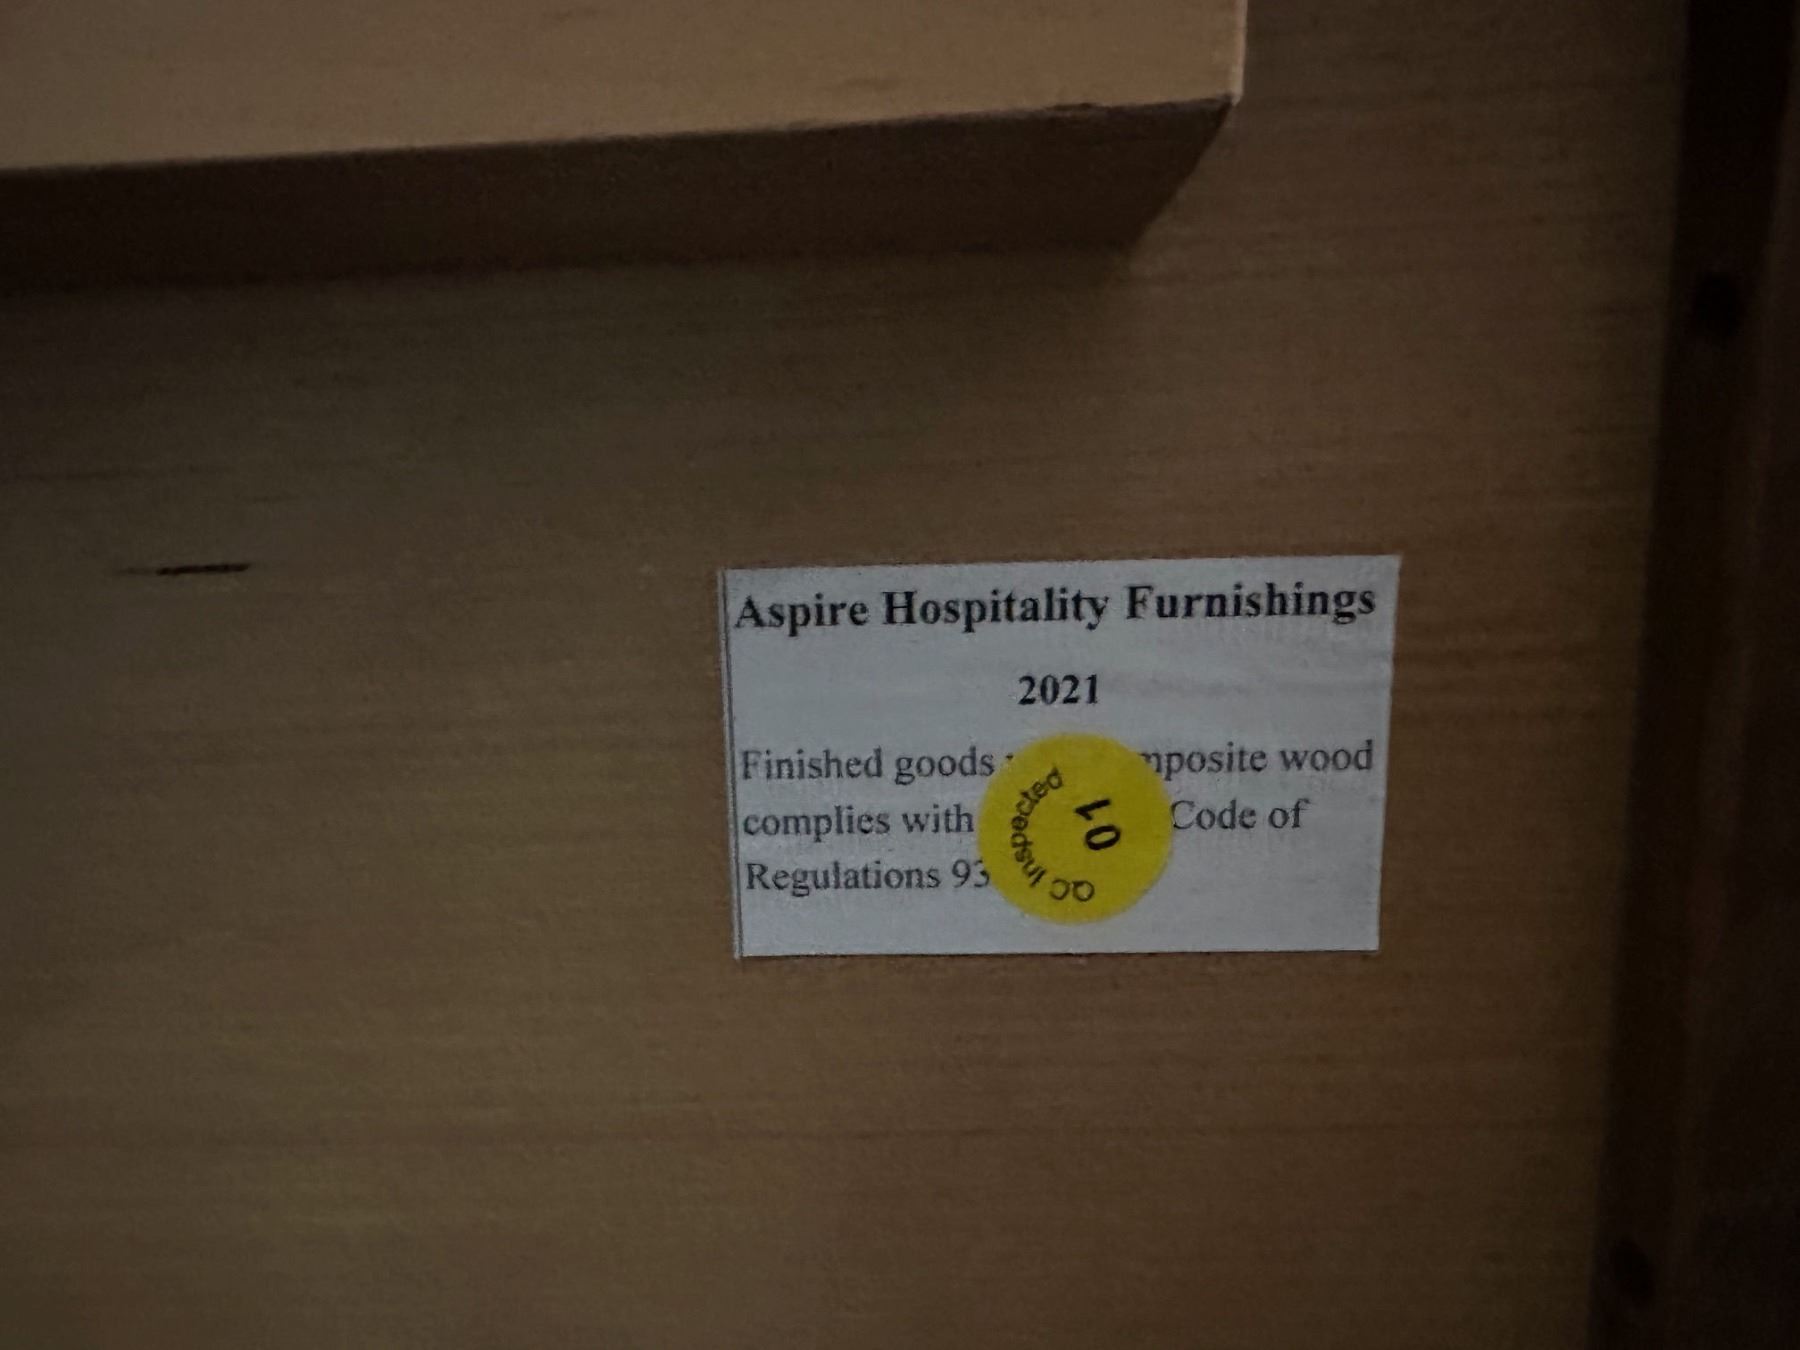 Aspire Hospitality Furnishings
2021
Finished goods mposite wood
complies with Code of
Regulations 93
QC Inspected
01